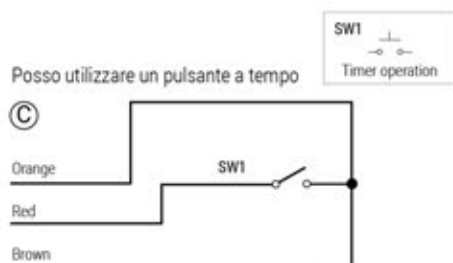 SW1
Timer operation
Posso utilizzare un pulsante a tempo
C
Orange
SW1
Red
Brown